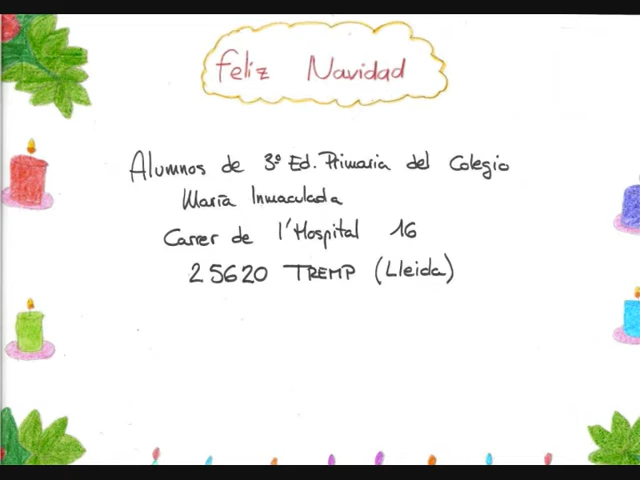 Feliz Navidad
Alumnos de 3º Ed. Primaria del Colegio
María Inmaculada
Carrer de l'Hospital 16
25620 TREMP (Lleida)